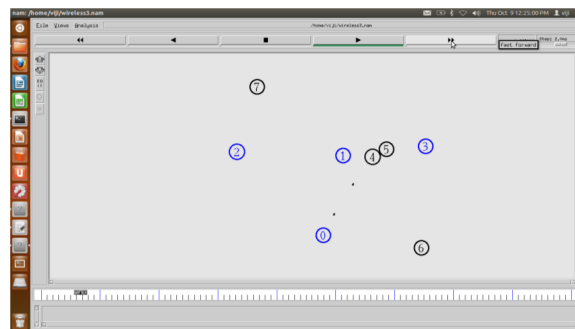 nam: /home/viji/wireless3.nam
Thu Oct 9 12:25:00 PM viji
File Views Analysis
/home/viji/wireless3.nam
fast forward
7
2
1
4
5
3
0
6